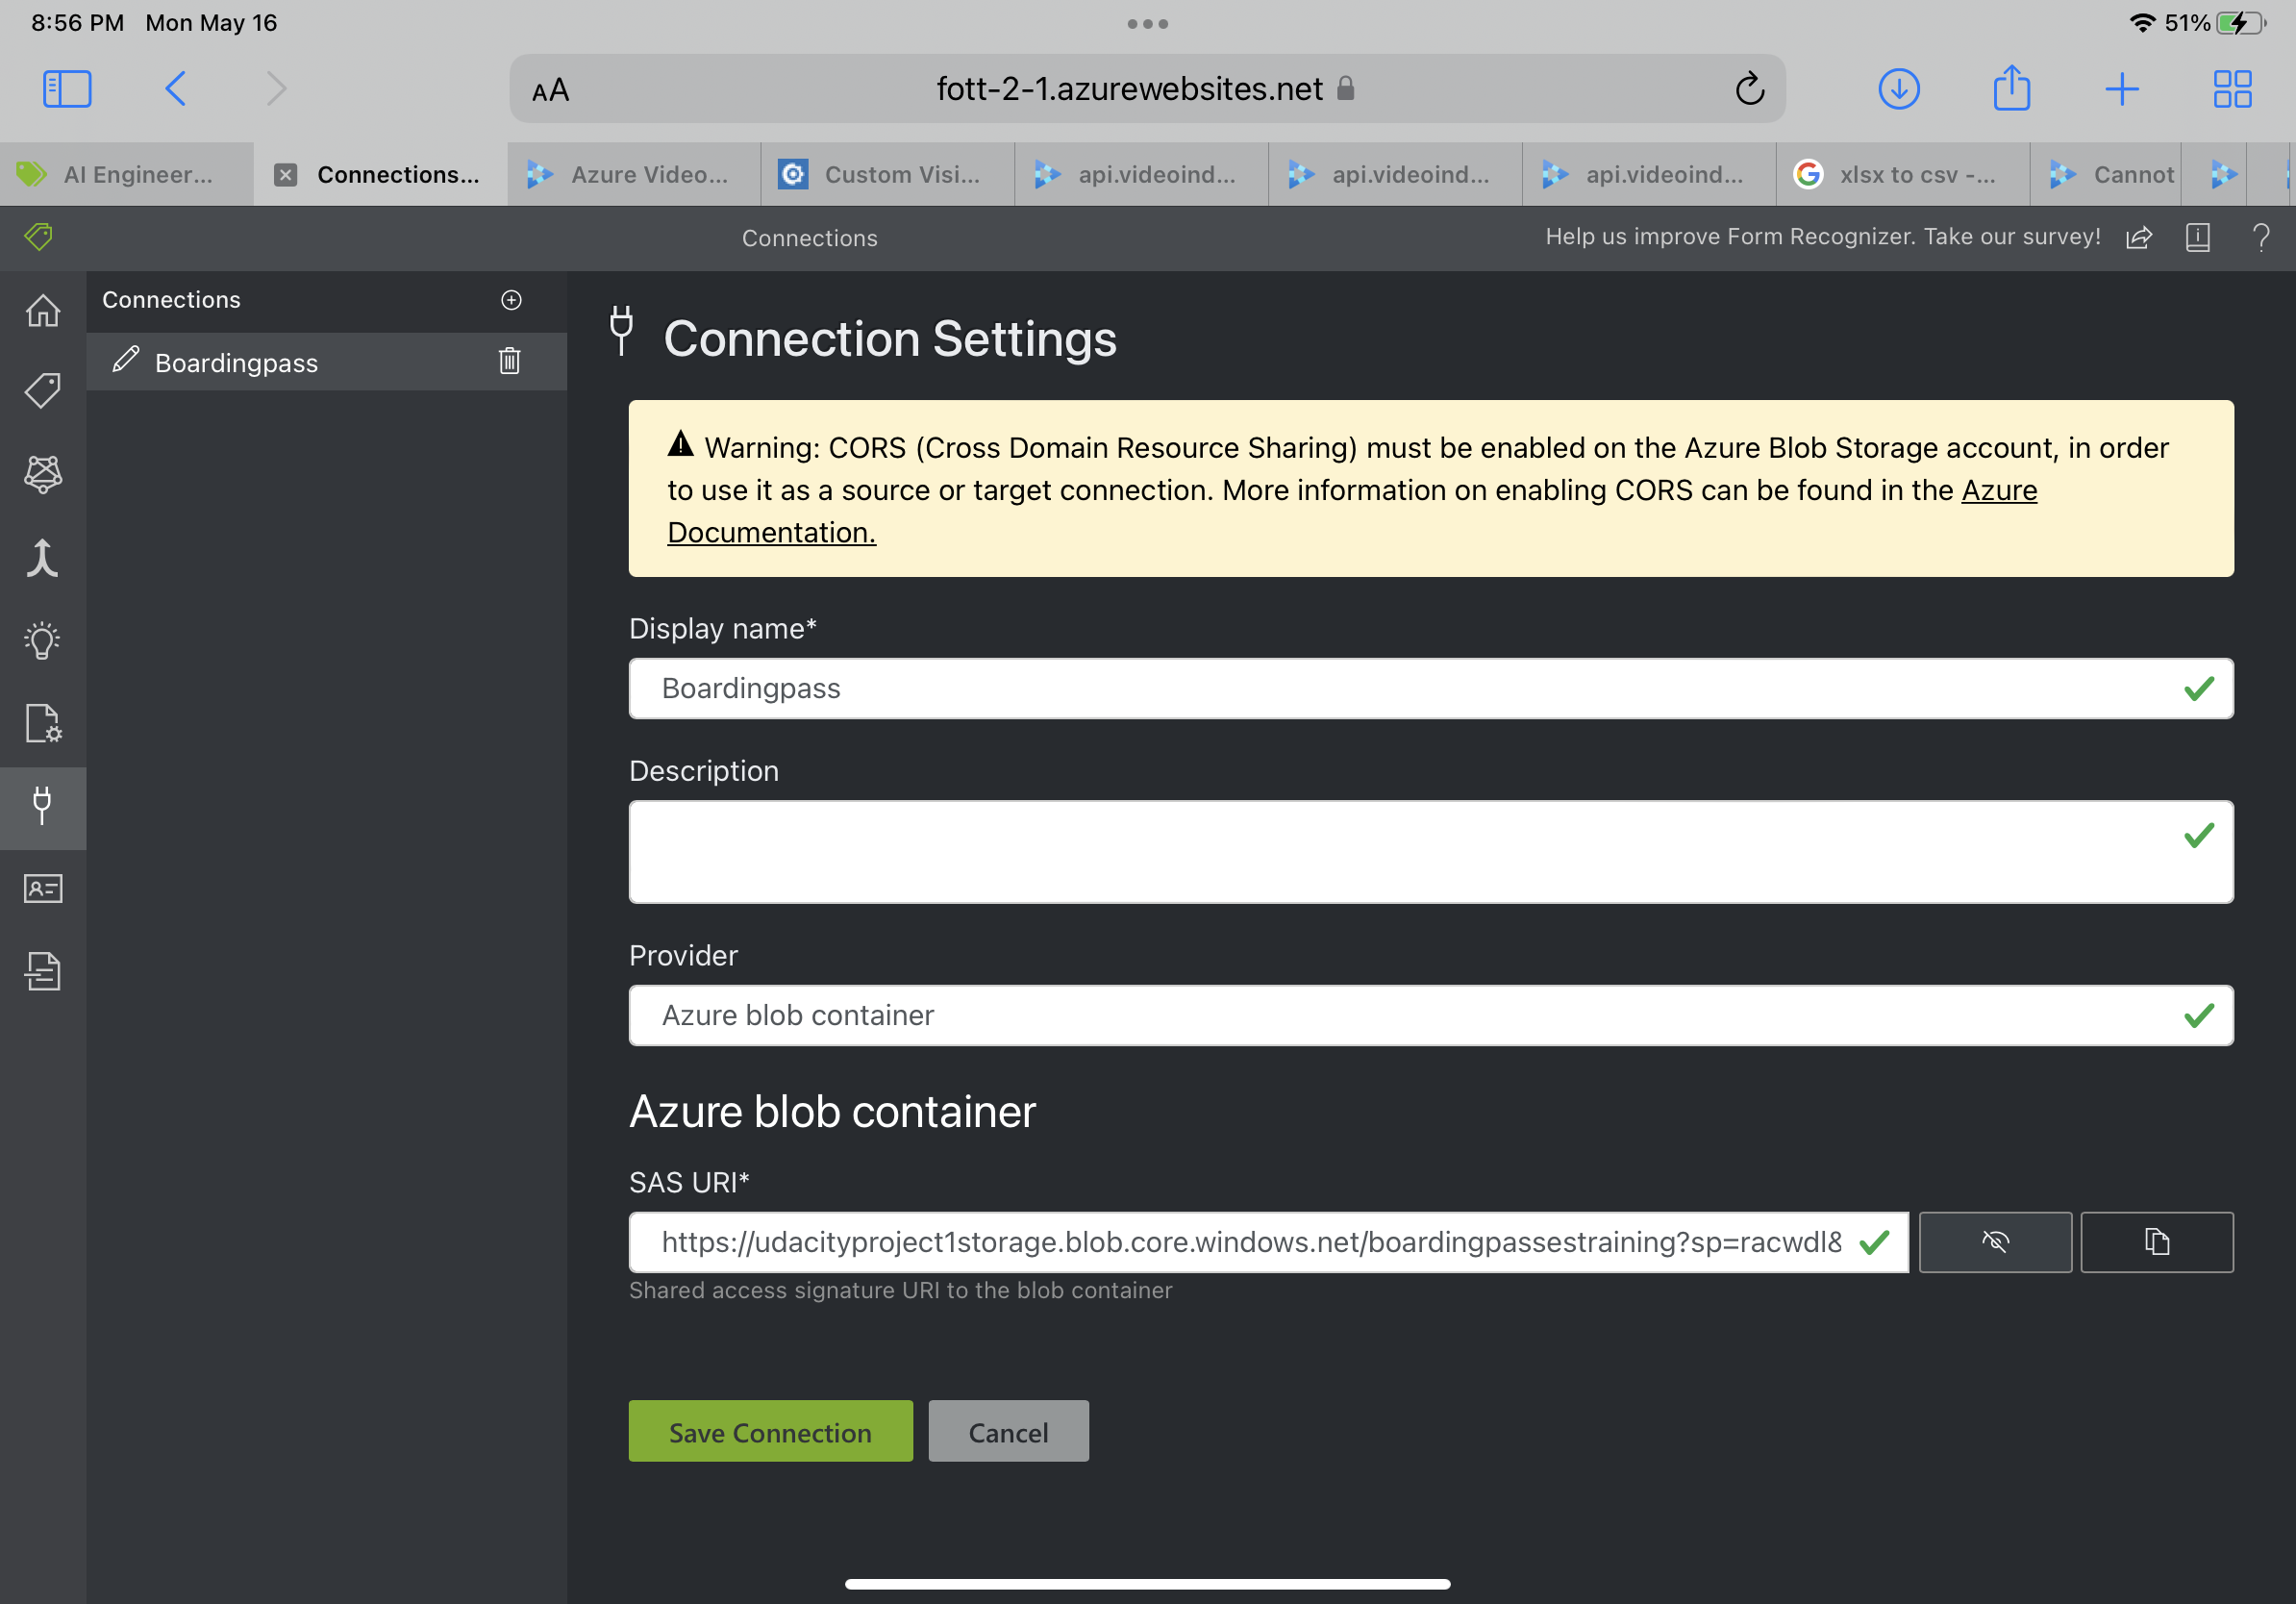 8:56 PM Mon May 16
51%
AA
fott-2-1.azurewebsites.net
AI Engineer...
Connections...
Azure Video...
Custom Visi...
api.videoind...
api.videoind...
api.videoind...
xlsx to csv -...
Cannot
Connections
Help us improve Form Recognizer. Take our survey!
Connections
Boardingpass
Connection Settings
Warning: CORS (Cross Domain Resource Sharing) must be enabled on the Azure Blob Storage account, in order
to use it as a source or target connection. More information on enabling CORS can be found in the Azure
Documentation.
Display name*
Boardingpass
Description
Provider
Azure blob container
Azure blob container
SAS URI*
https://udacityproject1storage.blob.core.windows.net/boardingpassestraining?sp=racwdl&
Shared access signature URI to the blob container
Save Connection
Cancel